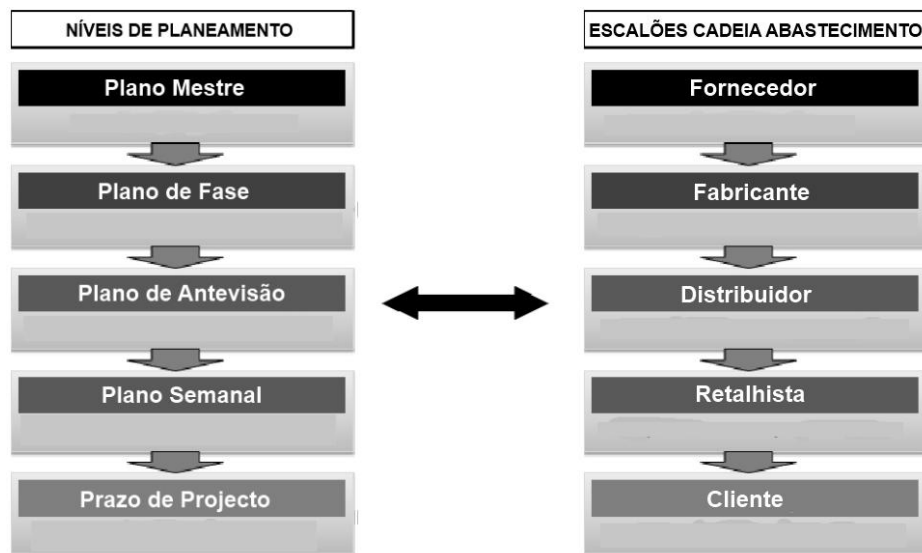 NÍVEIS DE PLANEAMENTO
Plano Mestre
Plano de Fase
Plano de Antevisão
Plano Semanal
Prazo de Projecto
ESCALÕES CADEIA ABASTECIMENTO
Fornecedor
Fabricante
Distribuidor
Retalhista
Cliente